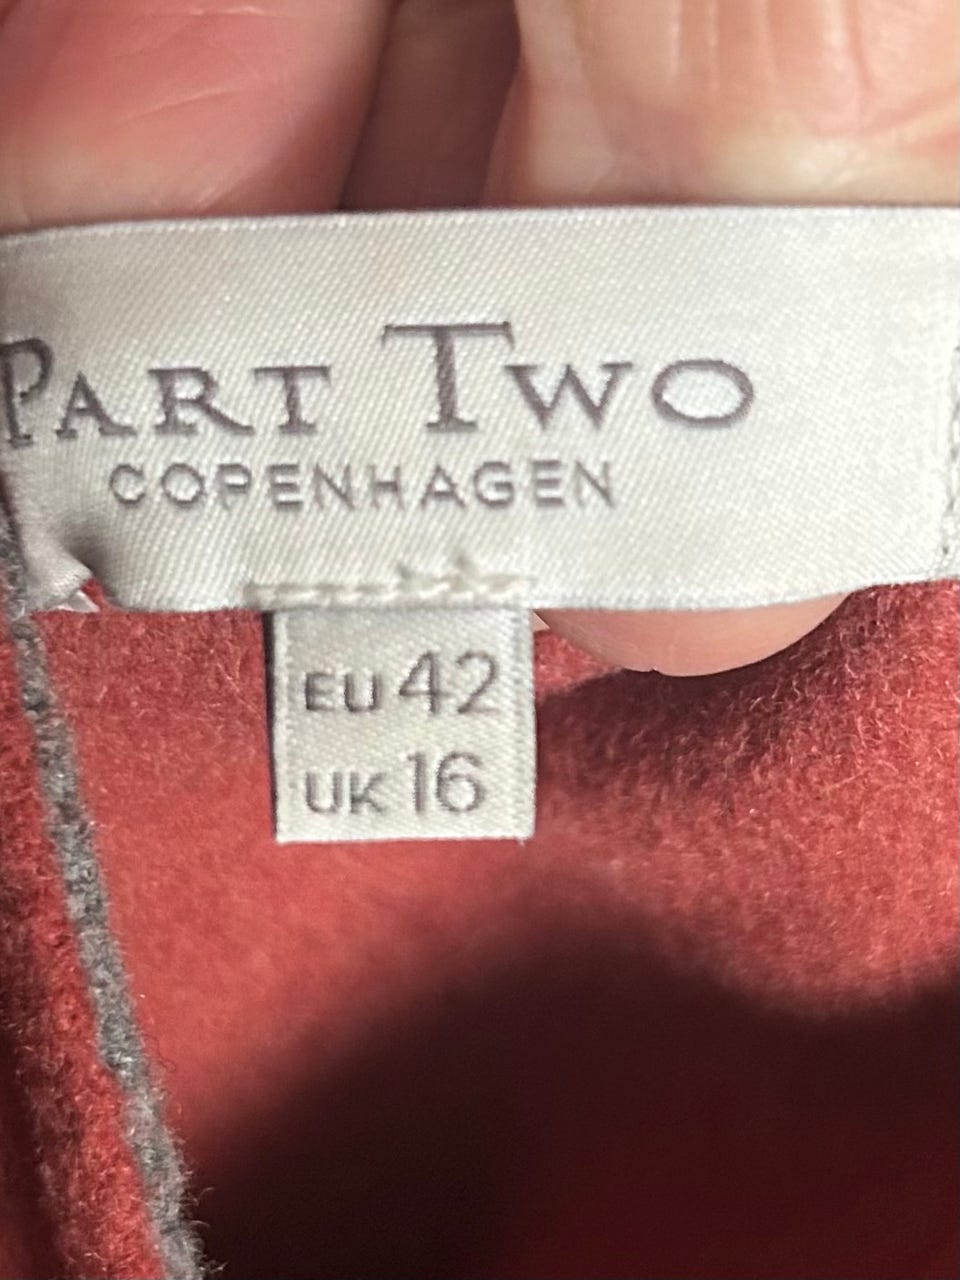 PART TWO
COPENHAGEN
EU 42
UK 16